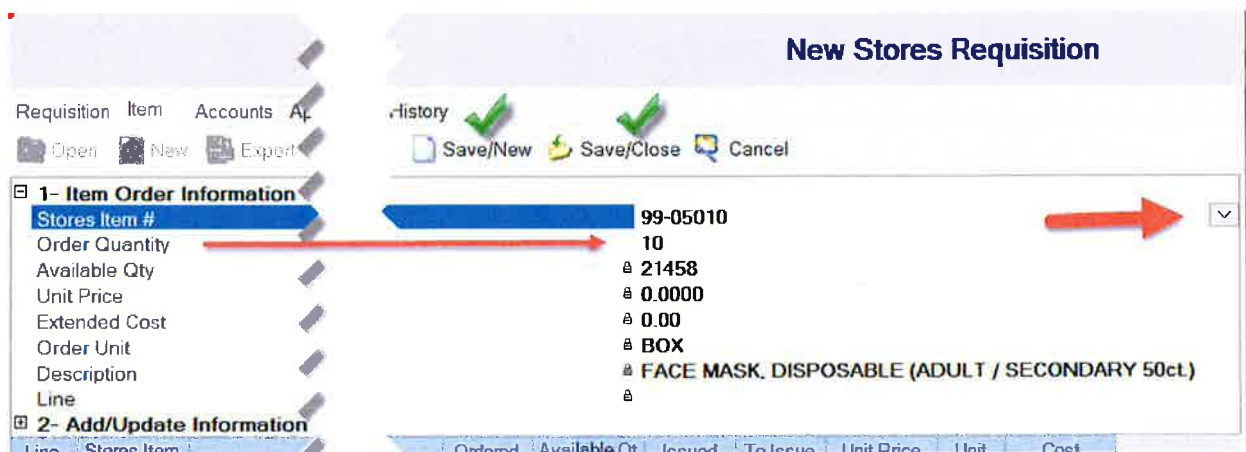 New Stores Requisition
Requisition Item Accounts History
Open New Export Save/New Save/Close Cancel
1- Item Order Information
Stores Item # 99-05010
Order Quantity 10
Available Qty 21458
Unit Price 0.0000
Extended Cost 0.00
Order Unit BOX
Description FACE MASK, DISPOSABLE (ADULT / SECONDARY 50ct.)
Line
2- Add/Update Information
Line Stores Item Ordered Available Qt Issued To Issue Unit Price Unit Cost